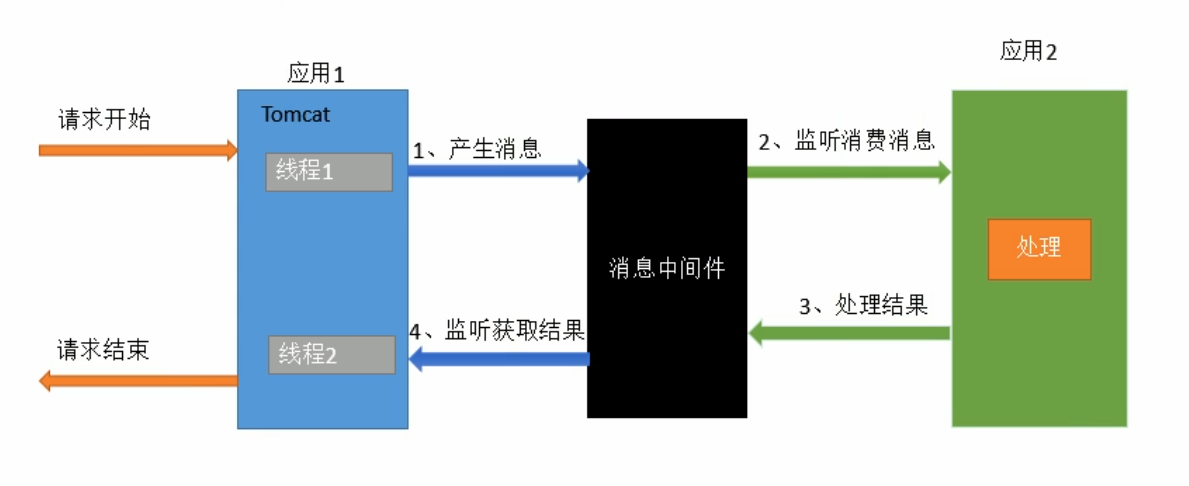 应用1
应用2
请求开始
Tomcat
线程1
1、产生消息
2、监听消费消息
消息中间件
处理
请求结束
线程2
4、监听获取结果
3、处理结果